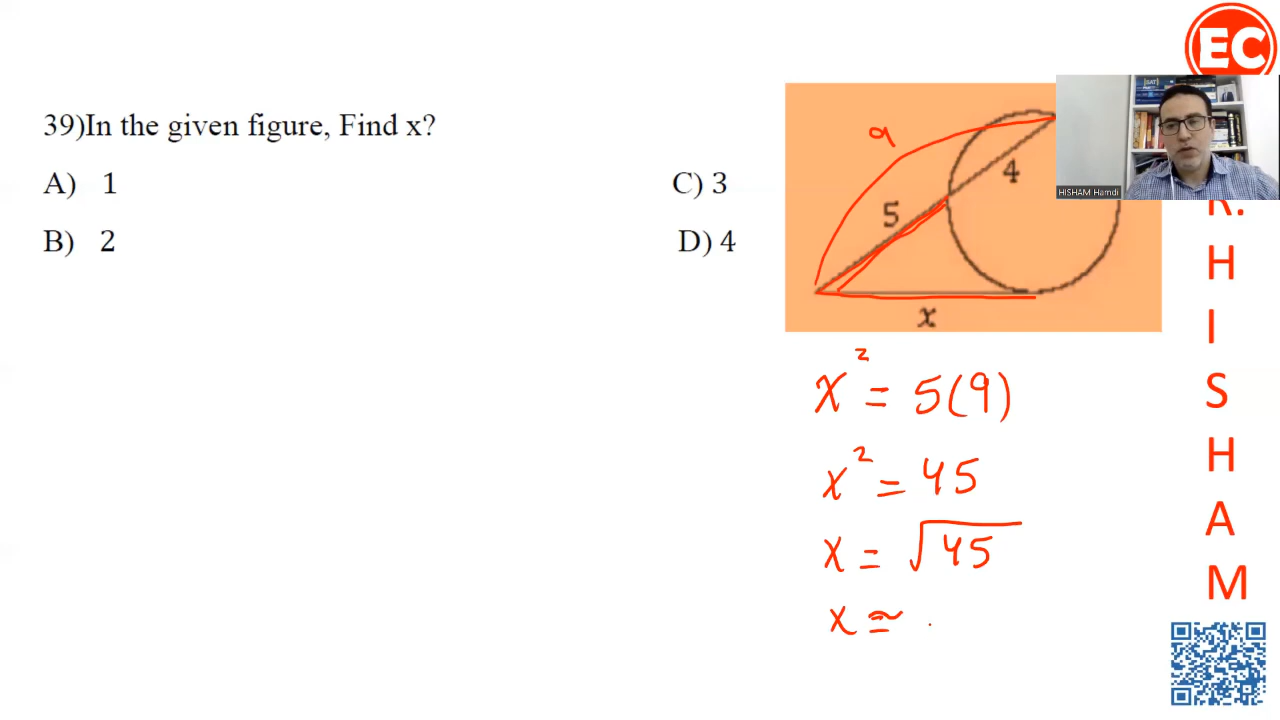 EC
39)In the given figure, Find x?
A) 1
B) 2
C) 3
D) 4
9
4
5
x
HISHAM Hamdi
R.
H
I
S
H
A
M
x² = 5(9)
x² = 45
x = √45
x ≅